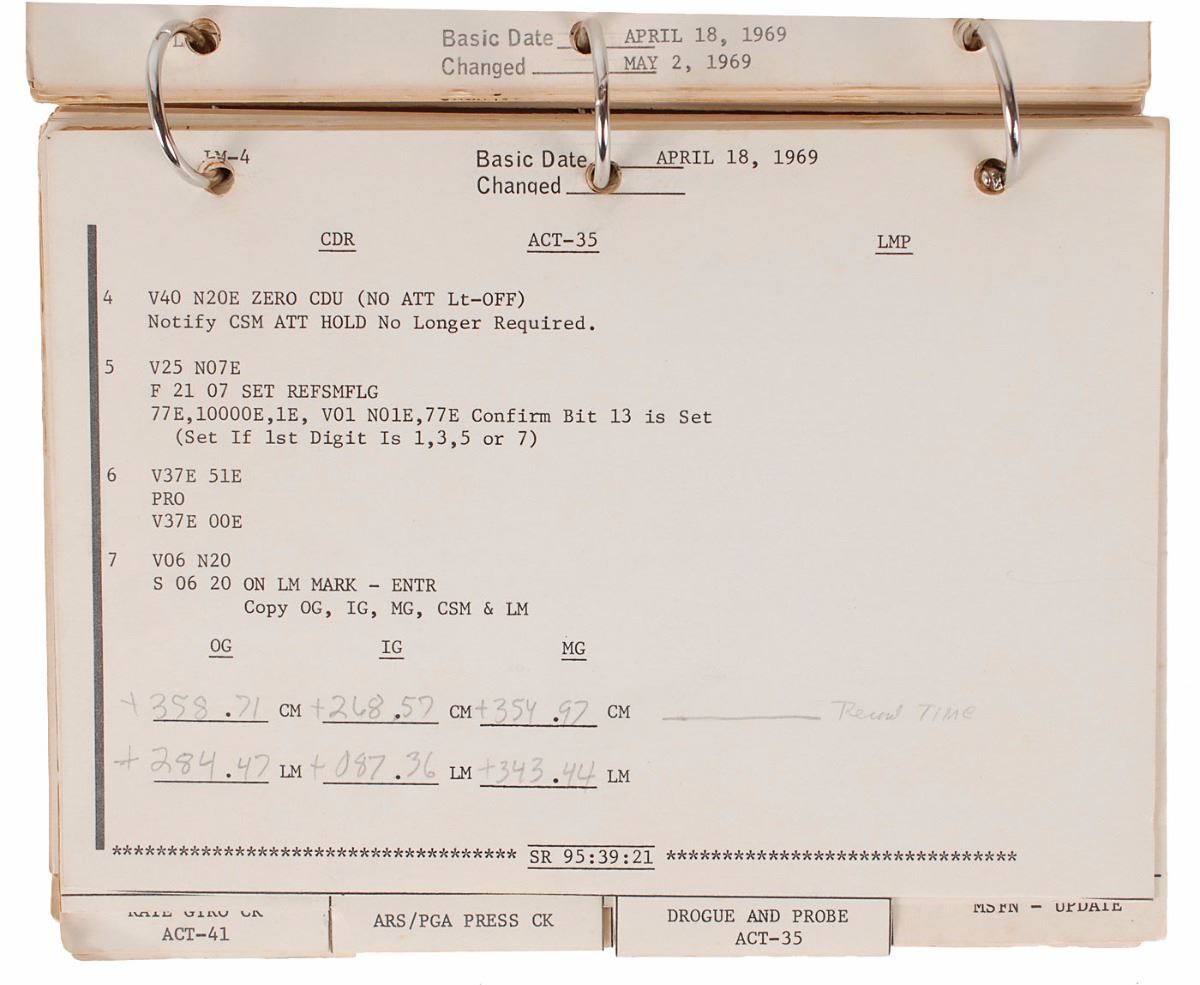 Basic Date APRIL 18, 1969
Changed MAY 2, 1969
LM-4 Basic Date APRIL 18, 1969
Changed
CDR ACT-35 LMP
4 V40 N20E ZERO CDU (NO ATT Lt-OFF)
Notify CSM ATT HOLD No Longer Required.
5 V25 N07E
F 21 07 SET REFSMFLG
77E,10000E,1E, V01 N01E,77E Confirm Bit 13 is Set
(Set If 1st Digit Is 1,3,5 or 7)
6 V37E 51E
PRO
V37E 00E
7 V06 N20
S 06 20 ON LM MARK - ENTR
Copy OG, IG, MG, CSM & LM
OG IG MG
+358.71 CM +268.57 CM +354.97 CM TIME
+284.47 LM +087.36 LM +343.44 LM
************************************* SR 95:39:21 ********************************
RATE GYRO CK ARS/PGA PRESS CK DROGUE AND PROBE MSFN - UPDATE
ACT-41 ACT-35